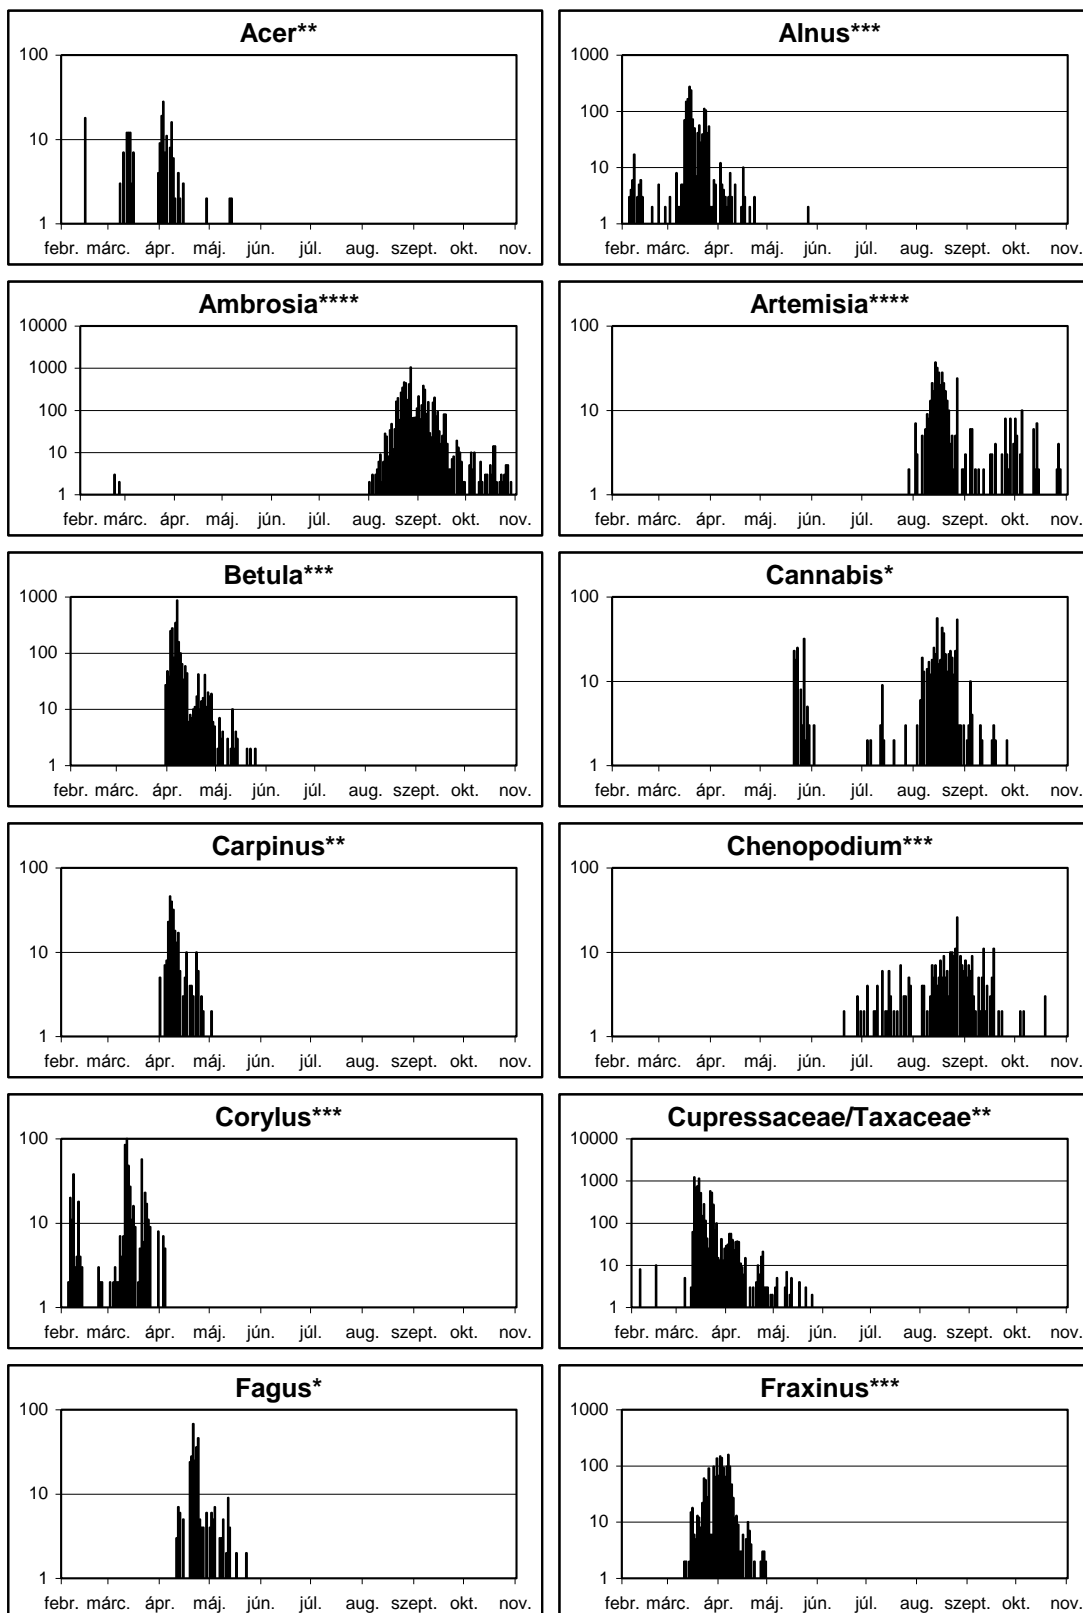 Acer**
100
10
1
febr. márc. ápr. máj. jún. júl. aug. szept. okt. nov.
Alnus***
1000
100
10
1
febr. márc. ápr. máj. jún. júl. aug. szept. okt. nov.
Ambrosia****
10000
1000
100
10
1
febr. márc. ápr. máj. jún. júl. aug. szept. okt. nov.
Artemisia****
100
10
1
febr. márc. ápr. máj. jún. júl. aug. szept. okt. nov.
Betula***
1000
100
10
1
febr. márc. ápr. máj. jún. júl. aug. szept. okt. nov.
Cannabis*
100
10
1
febr. márc. ápr. máj. jún. júl. aug. szept. okt. nov.
Carpinus**
100
10
1
febr. márc. ápr. máj. jún. júl. aug. szept. okt. nov.
Chenopodium***
100
10
1
febr. márc. ápr. máj. jún. júl. aug. szept. okt. nov.
Corylus***
100
10
1
febr. márc. ápr. máj. jún. júl. aug. szept. okt. nov.
Cupressaceae/Taxaceae**
10000
1000
100
10
1
febr. márc. ápr. máj. jún. júl. aug. szept. okt. nov.
Fagus*
100
10
1
febr. márc. ápr. máj. jún. júl. aug. szept. okt. nov.
Fraxinus***
1000
100
10
1
febr. márc. ápr. máj. jún. júl. aug. szept. okt. nov.